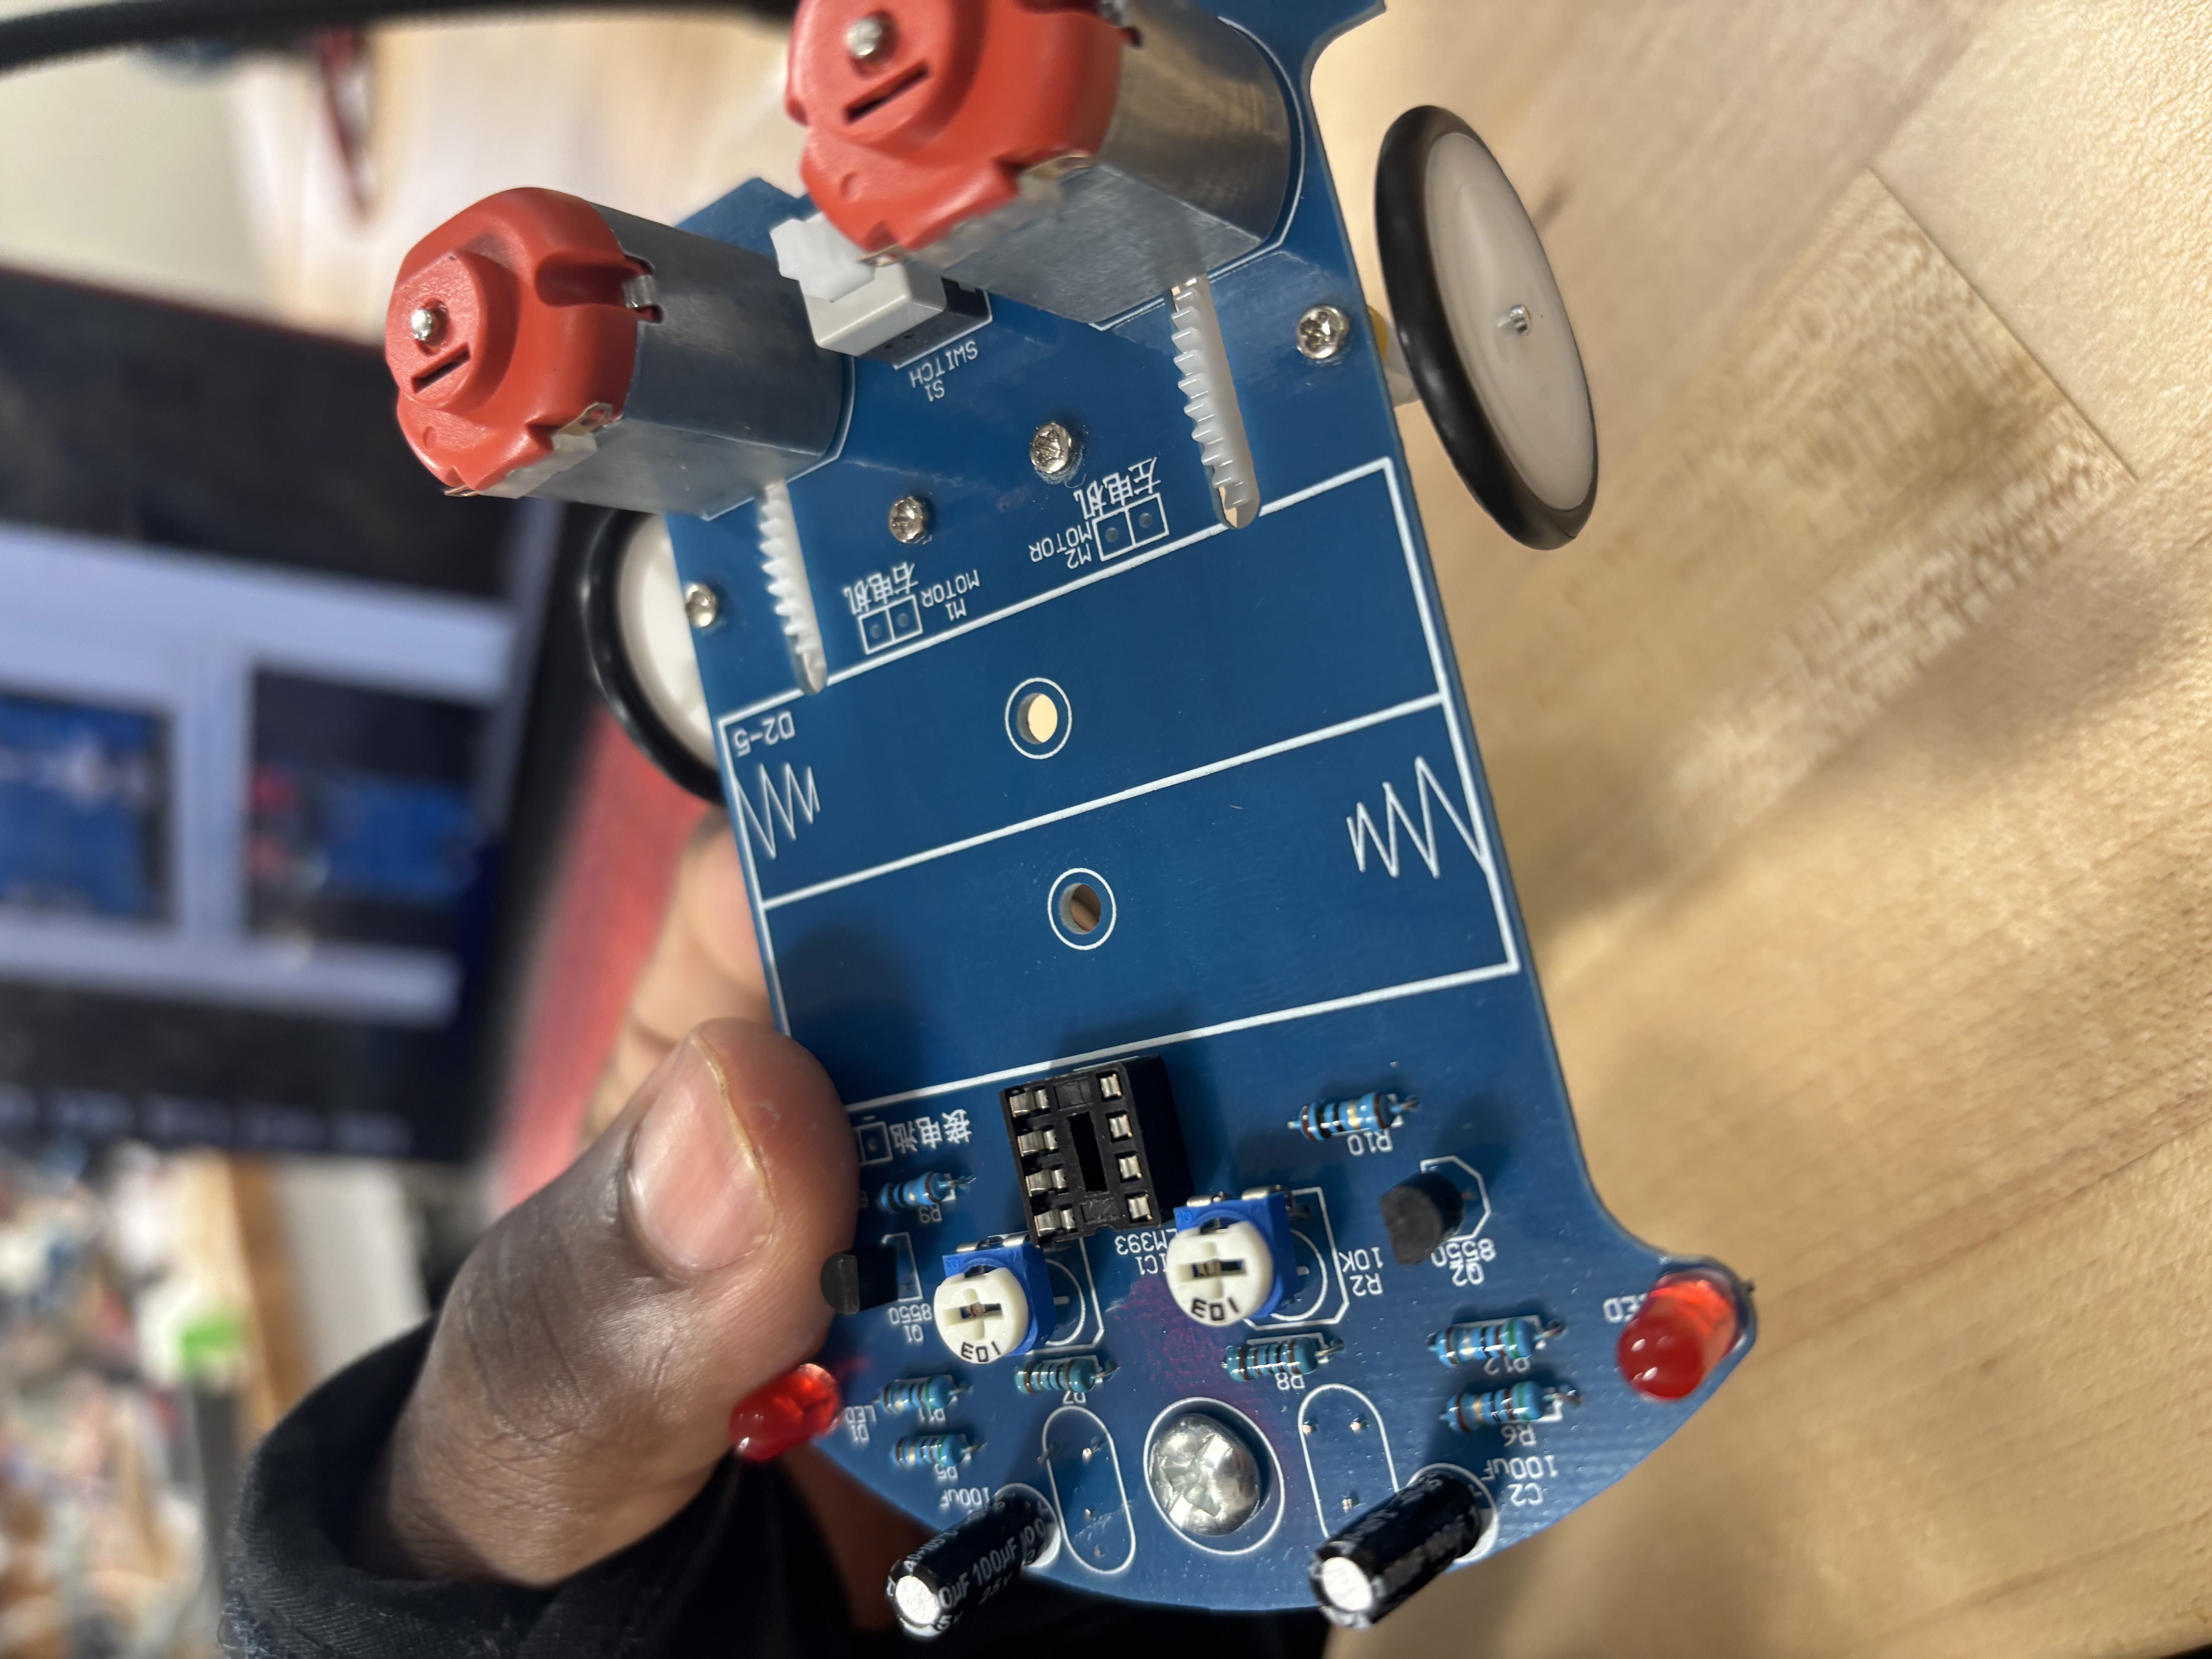 D1
LED
Q1
8550
R5
R11
R9
接电池
100uF
100µF
103
R7
IC1
LM393
103
R8
R2
10K
R10
Q2
8550
C2
100uF
R6
R12
LED
D2-5
M1
MOTOR
右电机
M2
MOTOR
左电机
S1
SWITCH